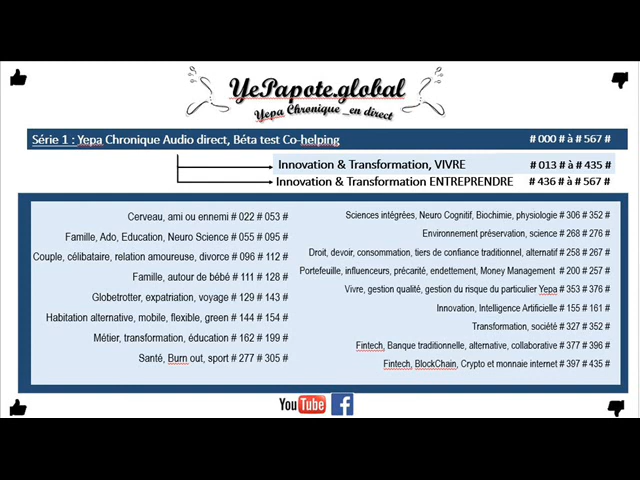 YePapote.global
Yepa Chronique _en direct
Série 1 : Yepa Chronique Audio direct, Béta test Co-helping # 000 # à # 567 #
Innovation & Transformation, VIVRE # 013 # à # 435 #
Innovation & Transformation ENTREPRENDRE # 436 # à # 567 #
Cerveau, ami ou ennemi # 022 # 053 #
Famille, Ado, Education, Neuro Science # 055 # 095 #
Couple, célibataire, relation amoureuse, divorce # 096 # 112 #
Famille, autour de bébé # 111 # 128 #
Globetrotter, expatriation, voyage # 129 # 143 #
Habitation alternative, mobile, flexible, green # 144 # 154 #
Métier, transformation, éducation # 162 # 199 #
Santé, Burn out, sport # 277 # 305 #
Sciences intégrées, Neuro Cognitif, Biochimie, physiologie # 306 # 352 #
Environnement préservation, science # 268 # 276 #
Droit, devoir, consommation, tiers de confiance traditionnel, alternatif # 258 # 267 #
Portefeuille, influenceurs, précarité, endettement, Money Management # 200 # 257 #
Vivre, gestion qualité, gestion du risque du particulier Yepa # 353 # 376 #
Innovation, Intelligence Artificielle # 155 # 161 #
Transformation, société # 327 # 352 #
Fintech, Banque traditionnelle, alternative, collaborative # 377 # 396 #
Fintech, BlockChain, Crypto et monnaie internet # 397 # 435 #
YouTube f